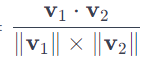 = v₁ · v₂ / ‖v₁‖ × ‖v₂‖